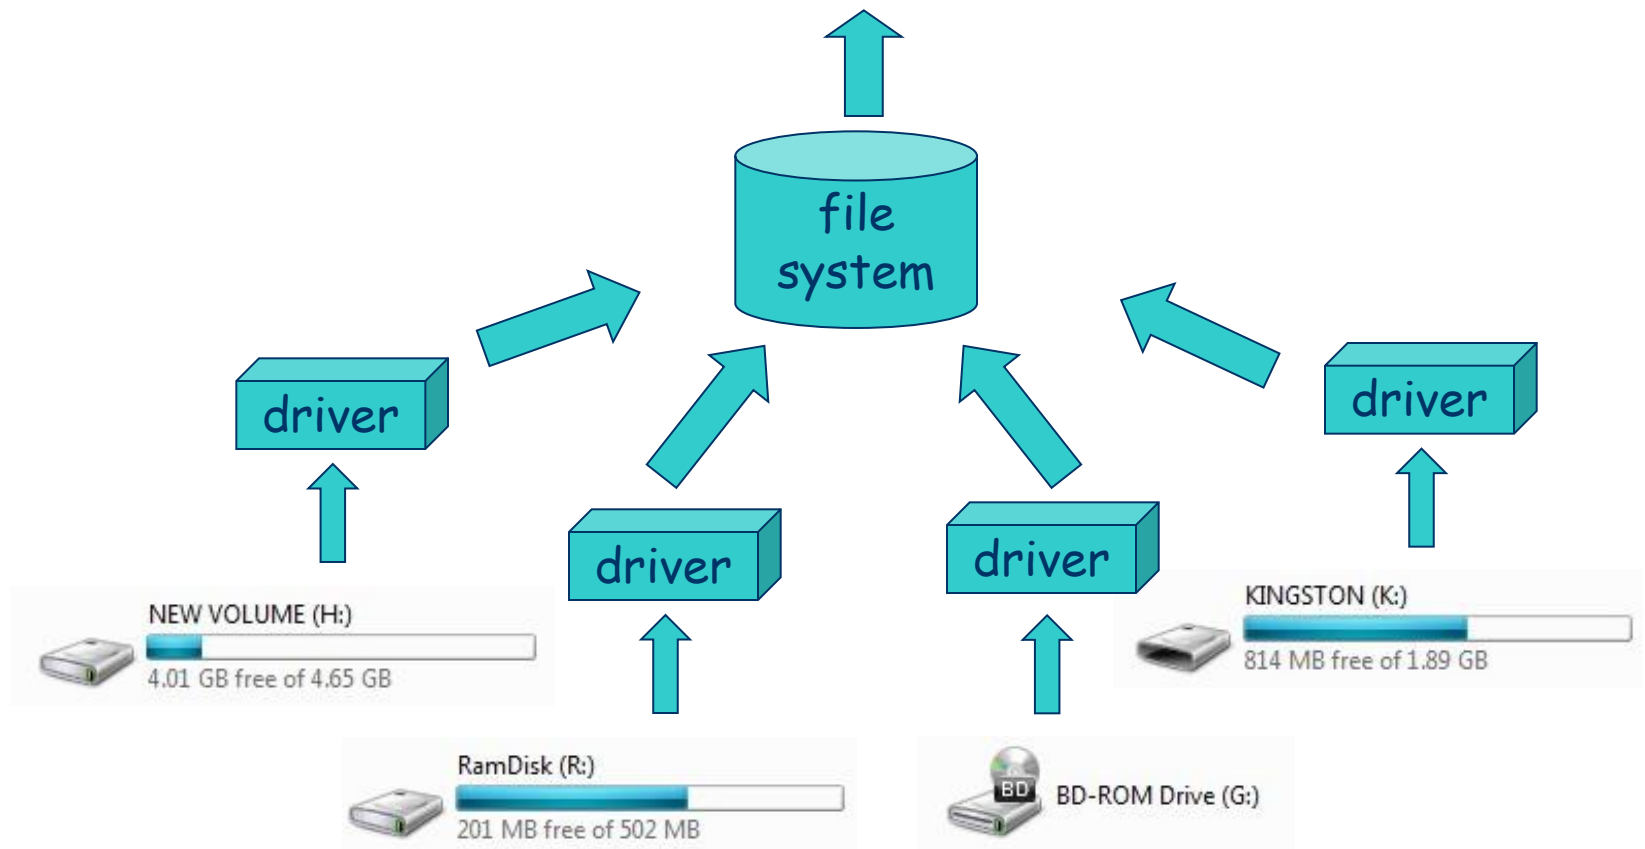 file
system
driver
driver
driver
driver
NEW VOLUME (H:)
4.01 GB free of 4.65 GB
KINGSTON (K:)
814 MB free of 1.89 GB
RamDisk (R:)
201 MB free of 502 MB
BD
BD-ROM Drive (G:)